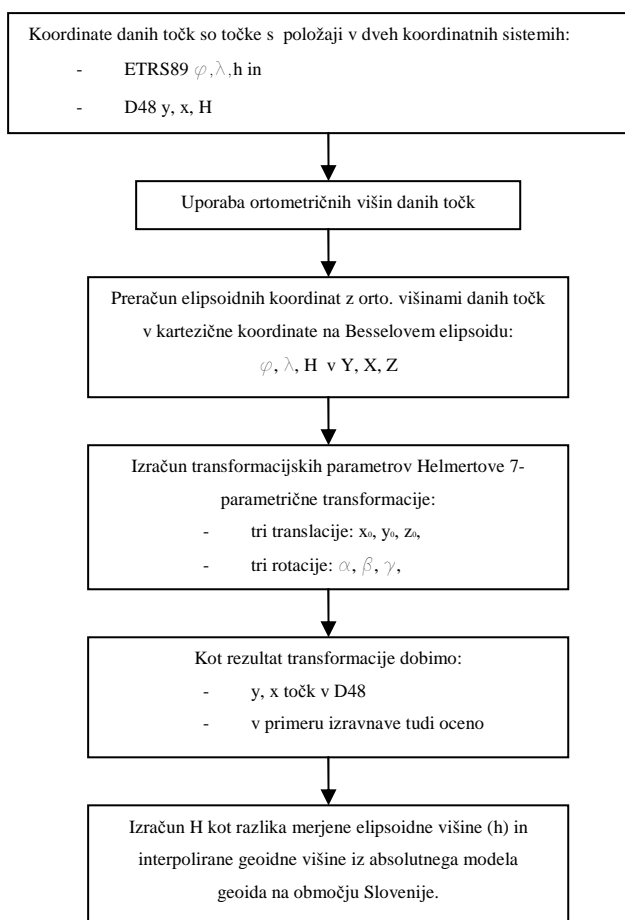 Koordinate danih točk so točke s položaji v dveh koordinatnih sistemih:
- ETRS89 φ,λ,h in
- D48 y, x, H
Uporaba ortometričnih višin danih točk
Preračun elipsoidnih koordinat z orto. višinami danih točk
v kartezične koordinate na Besselovem elipsoidu:
φ, λ, H v Y, X, Z
Izračun transformacijskih parametrov Helmertove 7-
parametrične transformacije:
- tri translacije: x₀, y₀, z₀,
- tri rotacije: α, β, γ,
Kot rezultat transformacije dobimo:
- y, x točk v D48
- v primeru izravnave tudi oceno
Izračun H kot razlika merjene elipsoidne višine (h) in
interpolirane geoidne višine iz absolutnega modela
geoida na območju Slovenije.